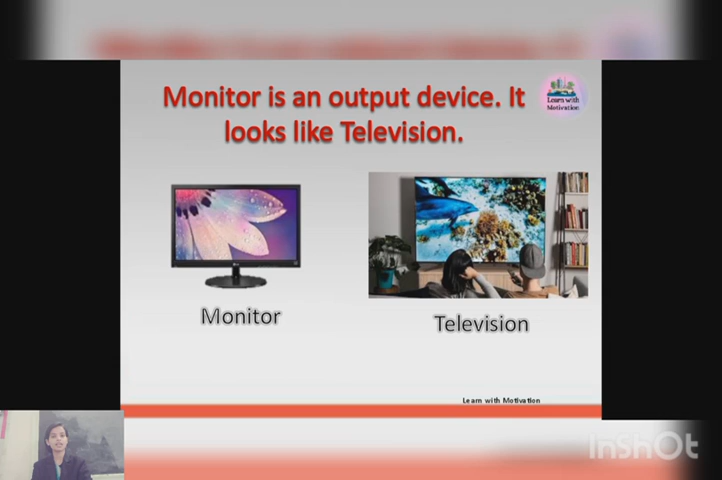 Monitor is an output device. It
looks like Television.
Learn with
Motivation
Monitor
Television
Learn with Motivation
InShOt